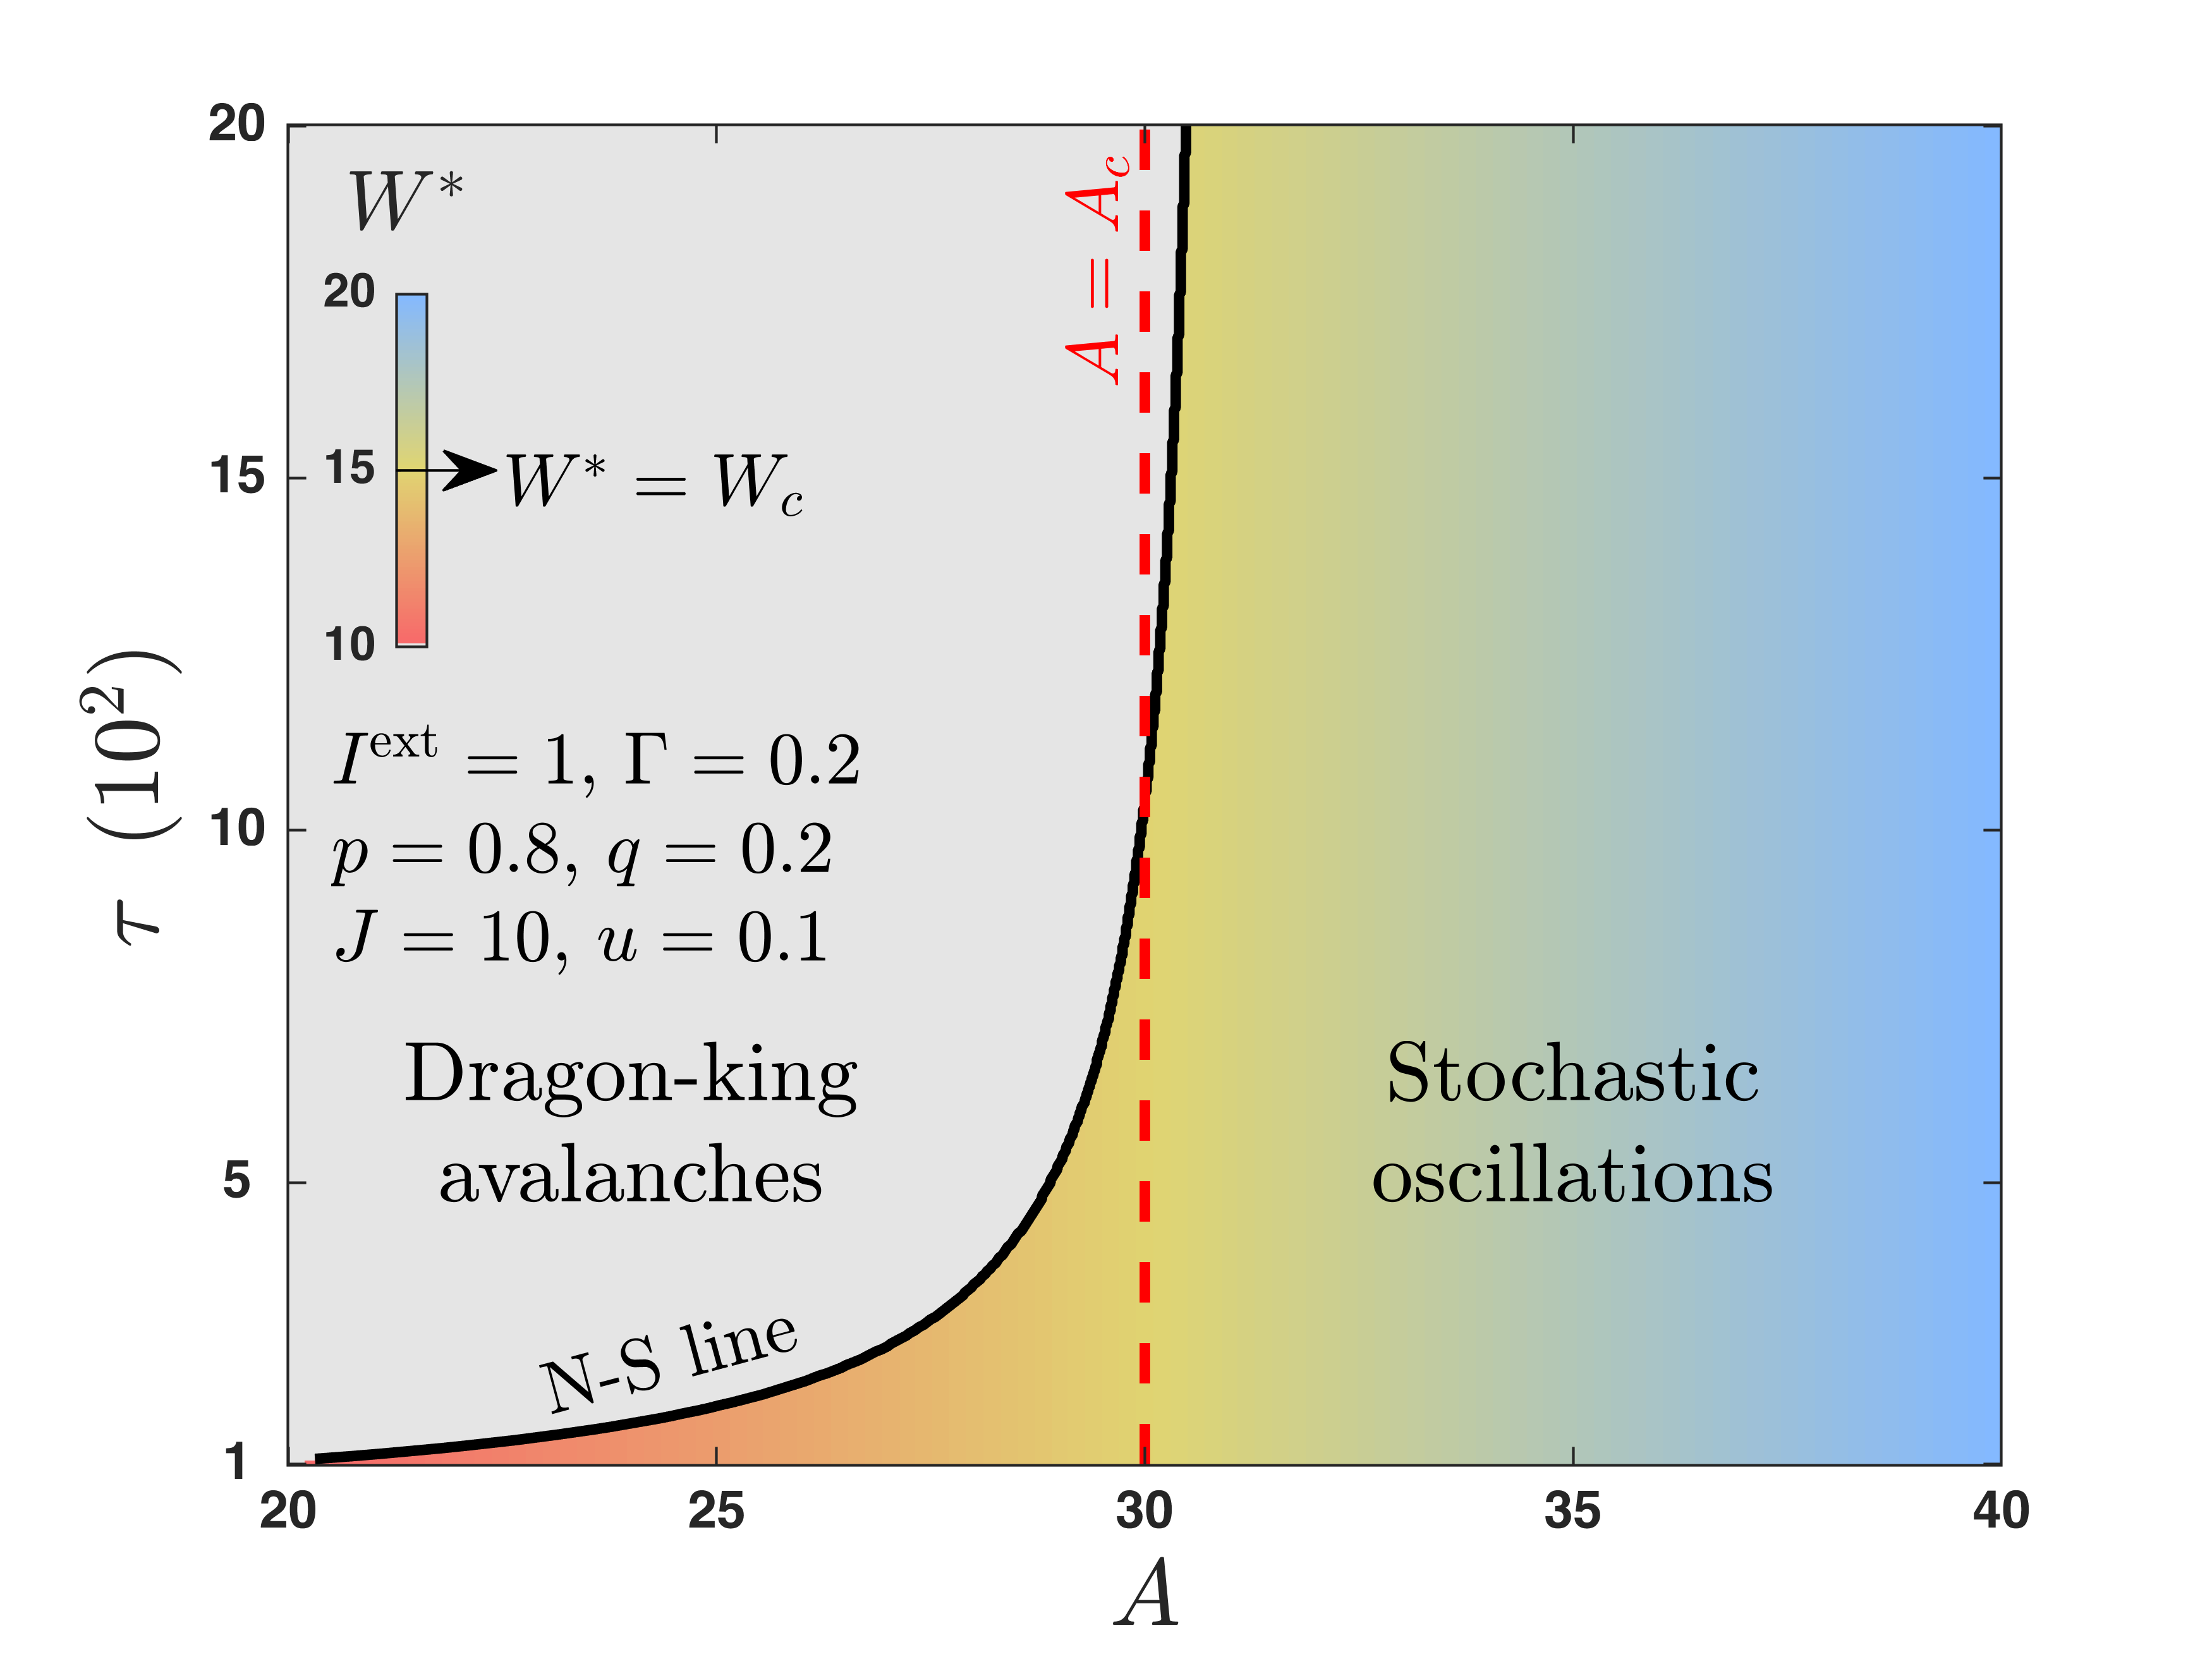 20
15
10
5
1
τ (10²)
W*
20
15
10
W* = W_c
A = A_c
I^ext = 1, Γ = 0.2
p = 0.8, q = 0.2
J = 10, u = 0.1
Dragon-king
avalanches
Stochastic
oscillations
N-S line
20 25 30 35 40
A